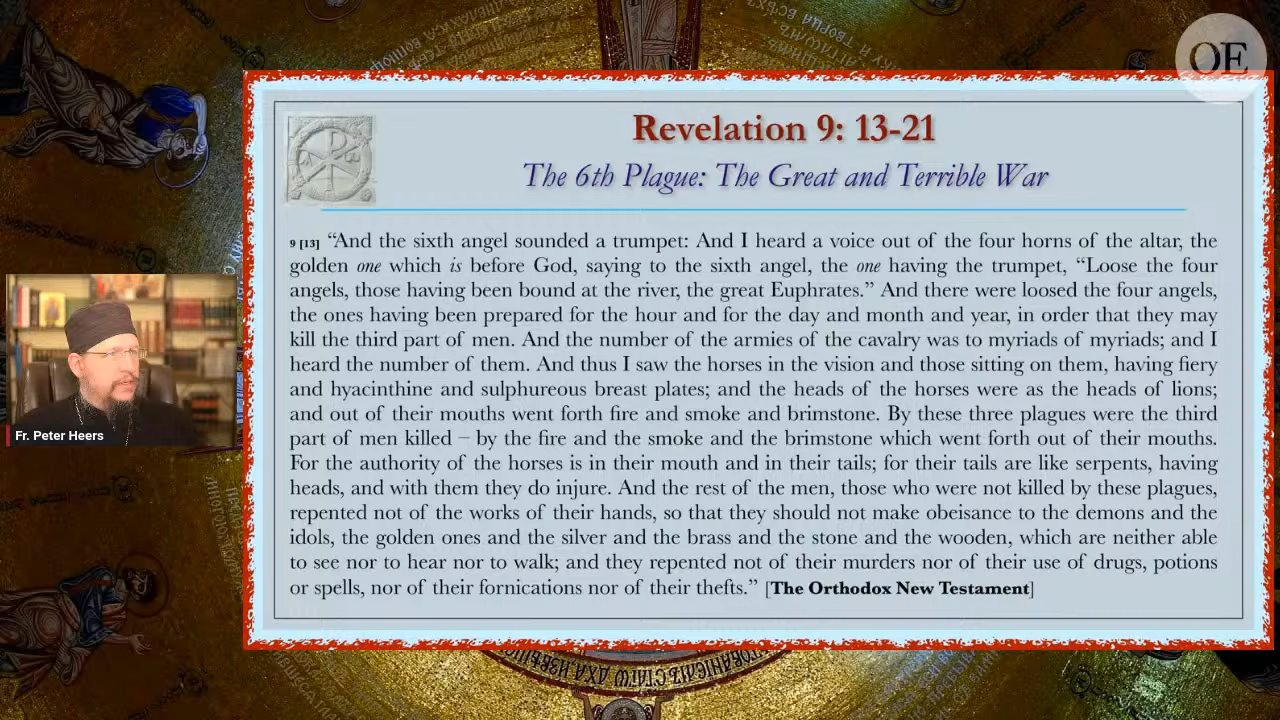 OE
Revelation 9: 13-21
The 6th Plague: The Great and Terrible War
9 [13] “And the sixth angel sounded a trumpet: And I heard a voice out of the four horns of the altar, the
golden one which is before God, saying to the sixth angel, the one having the trumpet, “Loose the four
angels, those having been bound at the river, the great Euphrates.” And there were loosed the four angels,
the ones having been prepared for the hour and for the day and month and year, in order that they may
kill the third part of men. And the number of the armies of the cavalry was to myriads of myriads; and I
heard the number of them. And thus I saw the horses in the vision and those sitting on them, having fiery
and hyacinthine and sulphureous breast plates; and the heads of the horses were as the heads of lions;
and out of their mouths went forth fire and smoke and brimstone. By these three plagues were the third
part of men killed – by the fire and the smoke and the brimstone which went forth out of their mouths.
For the authority of the horses is in their mouth and in their tails; for their tails are like serpents, having
heads, and with them they do injure. And the rest of the men, those who were not killed by these plagues,
repented not of the works of their hands, so that they should not make obeisance to the demons and the
idols, the golden ones and the silver and the brass and the stone and the wooden, which are neither able
to see nor to hear nor to walk; and they repented not of their murders nor of their use of drugs, potions
or spells, nor of their fornications nor of their thefts.” [The Orthodox New Testament]
Fr. Peter Heers